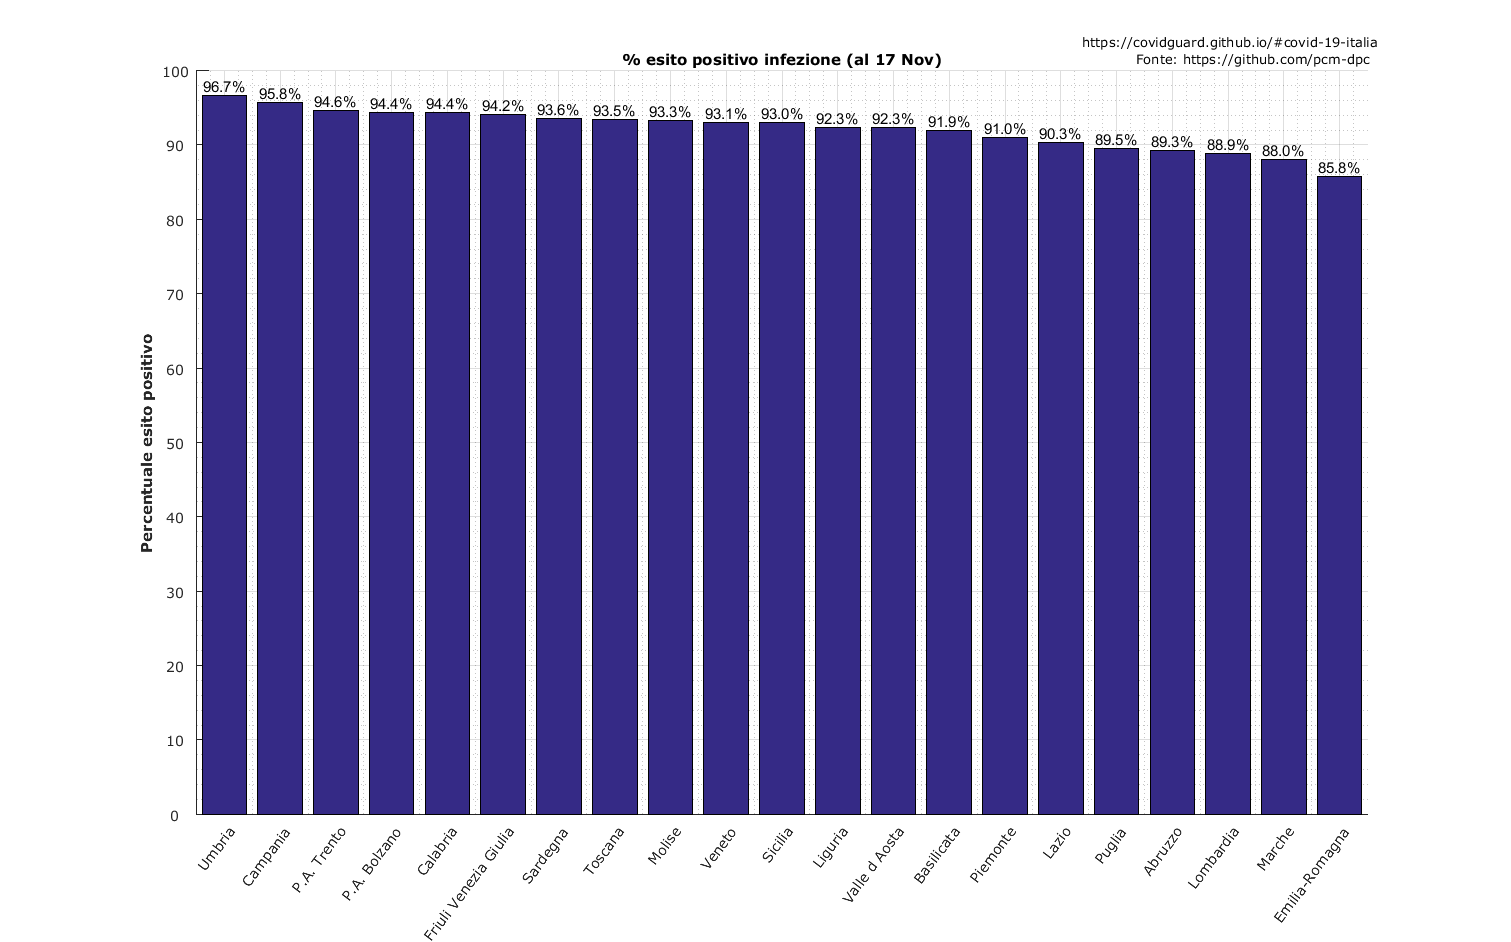 https://covidguard.github.io/#covid-19-italia
Fonte: https://github.com/pcm-dpc
% esito positivo infezione (al 17 Nov)
Percentuale esito positivo
100
90
80
70
60
50
40
30
20
10
0
96.7%
95.8%
94.6%
94.4%
94.4%
94.2%
93.6%
93.5%
93.3%
93.1%
93.0%
92.3%
92.3%
91.9%
91.0%
90.3%
89.5%
89.3%
88.9%
88.0%
85.8%
Umbria
Campania
P.A. Trento
P.A. Bolzano
Calabria
Friuli Venezia Giulia
Sardegna
Toscana
Molise
Veneto
Sicilia
Liguria
Valle d Aosta
Basilicata
Piemonte
Lazio
Puglia
Abruzzo
Lombardia
Marche
Emilia-Romagna